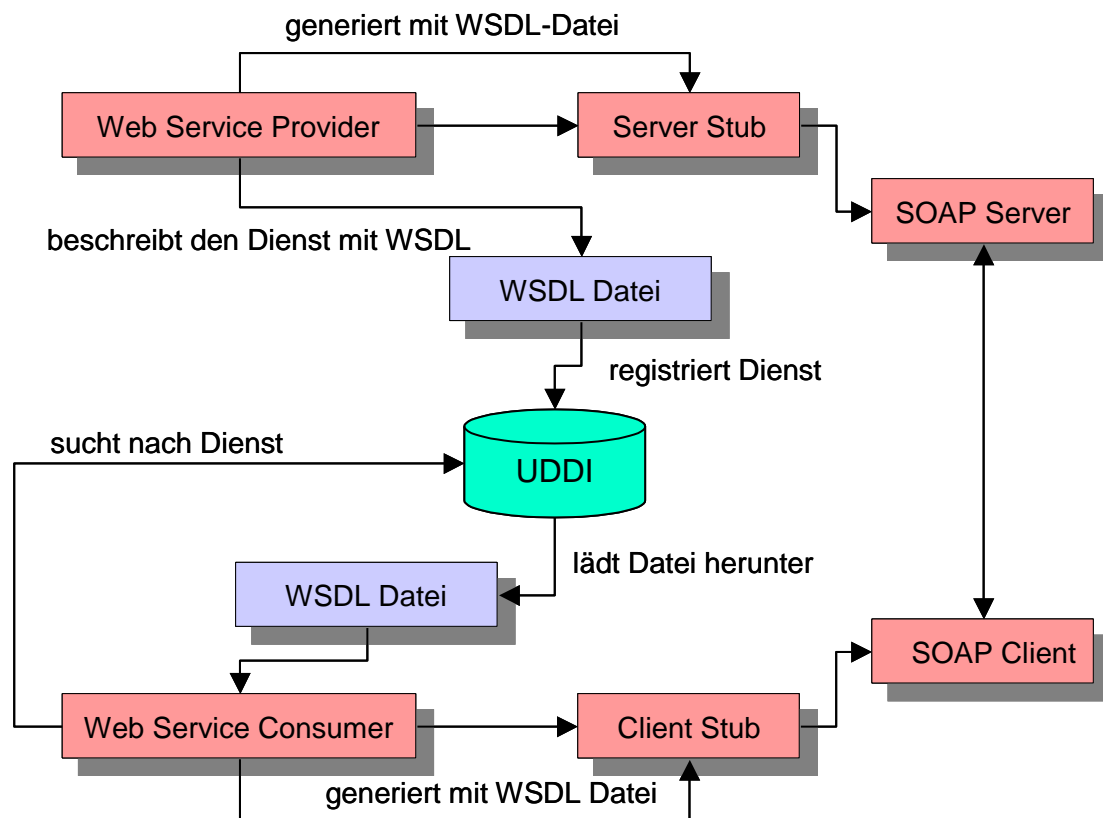 generiert mit WSDL-Datei
Web Service Provider
Server Stub
SOAP Server
beschreibt den Dienst mit WSDL
WSDL Datei
registriert Dienst
sucht nach Dienst
UDDI
lädt Datei herunter
WSDL Datei
SOAP Client
Web Service Consumer
Client Stub
generiert mit WSDL Datei